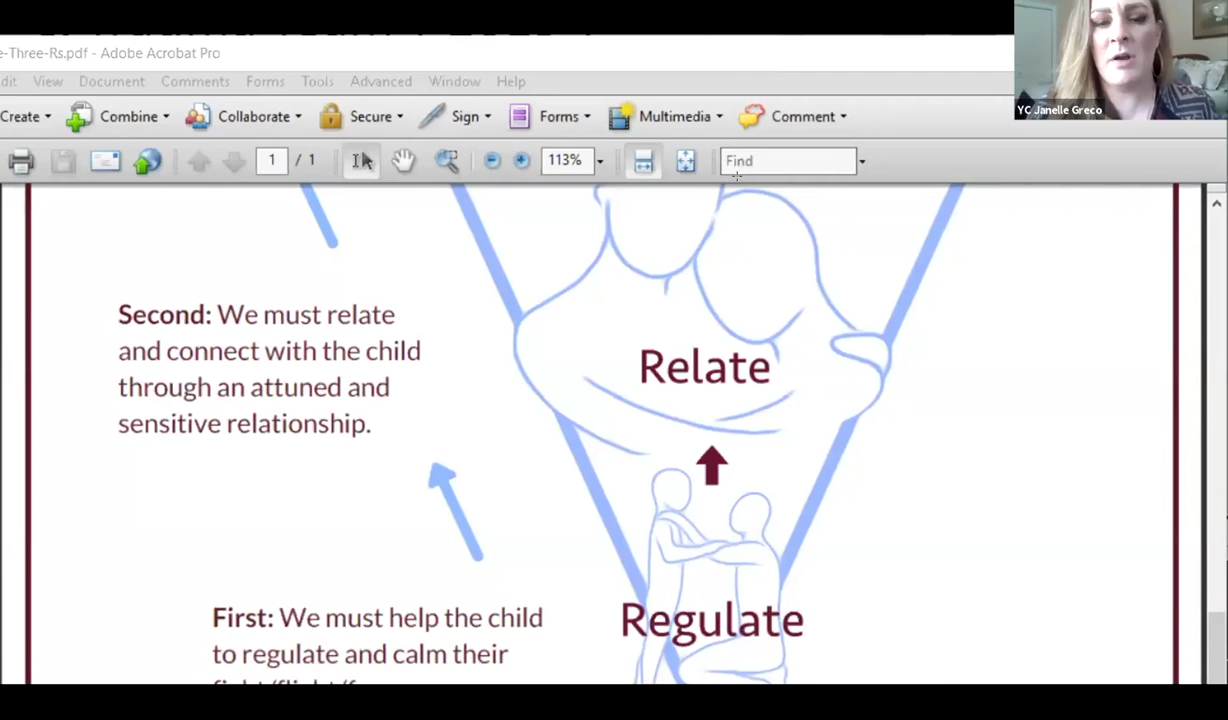 e-Three-Rs.pdf - Adobe Acrobat Pro
dit View Document Comments Forms Tools Advanced Window Help
YC Janelle Greco
Create Combine Collaborate Secure Sign Forms Multimedia Comment
1 / 1 113% Find
Second: We must relate
and connect with the child
through an attuned and
sensitive relationship.
Relate
First: We must help the child
to regulate and calm their
Regulate